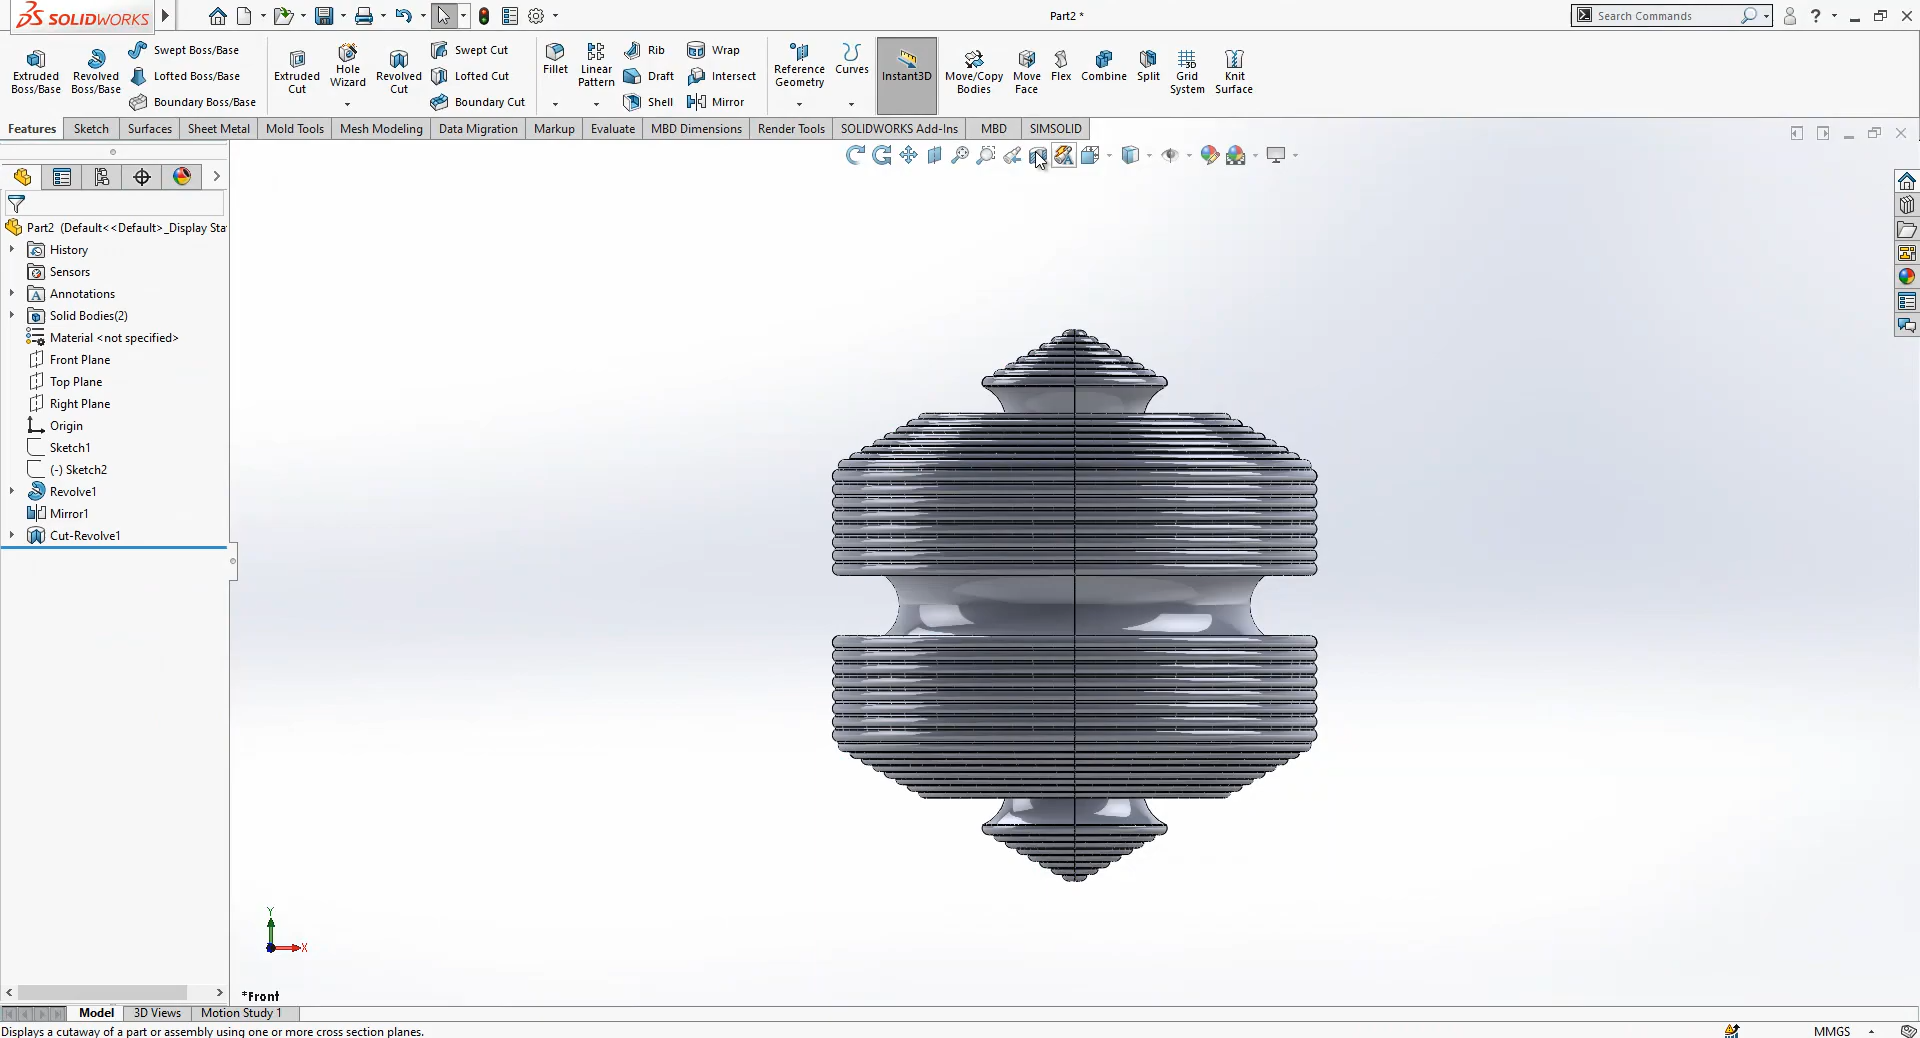 SOLIDWORKS
Part2 *
Search Commands
Extruded Boss/Base
Revolved Boss/Base
Swept Boss/Base
Lofted Boss/Base
Boundary Boss/Base
Extruded Cut
Hole Wizard
Revolved Cut
Swept Cut
Lofted Cut
Boundary Cut
Fillet
Linear Pattern
Rib
Draft
Shell
Wrap
Intersect
Mirror
Reference Geometry
Curves
Instant3D
Move/Copy Bodies
Move Face
Flex
Combine
Split
Grid System
Knit Surface
Features
Sketch
Surfaces
Sheet Metal
Mold Tools
Mesh Modeling
Data Migration
Markup
Evaluate
MBD Dimensions
Render Tools
SOLIDWORKS Add-Ins
MBD
SIMSOLID
Part2 (Default<<Default>_Display Sta
History
Sensors
Annotations
Solid Bodies(2)
Material <not specified>
Front Plane
Top Plane
Right Plane
Origin
Sketch1
(-) Sketch2
Revolve1
Mirror1
Cut-Revolve1
Y
X
*Front
Model
3D Views
Motion Study 1
Displays a cutaway of a part or assembly using one or more cross section planes.
MMGS